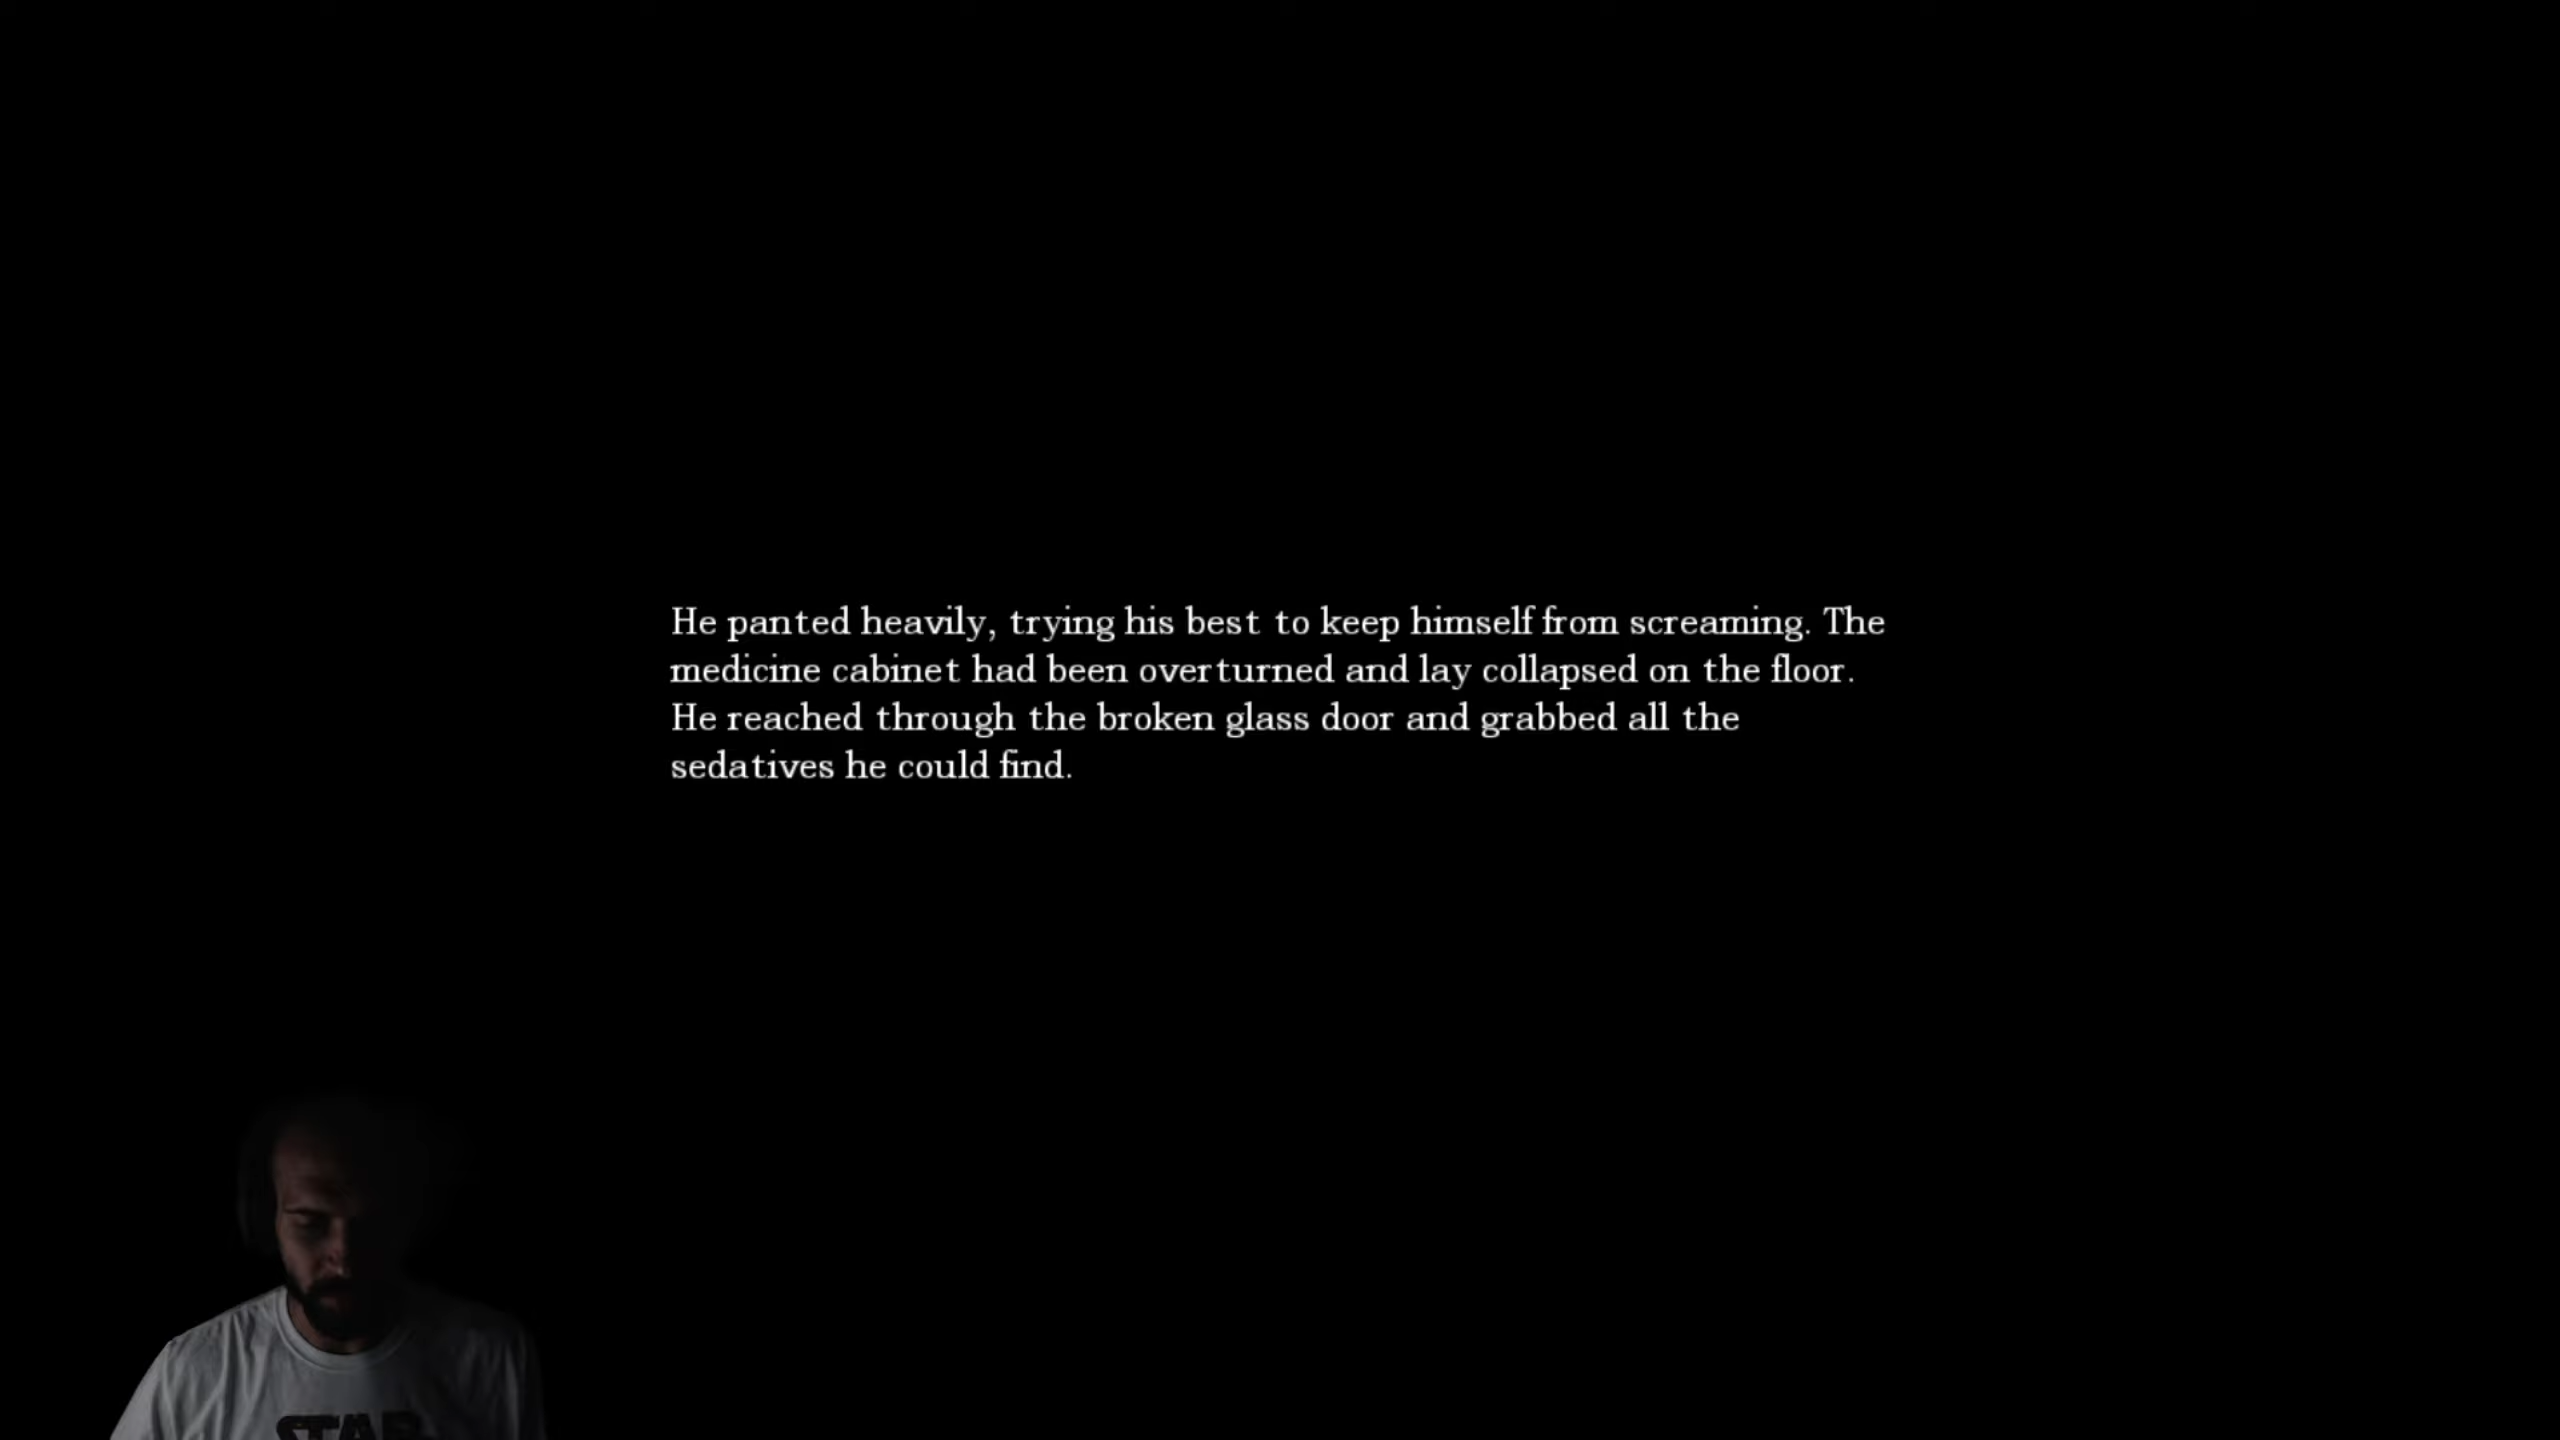 He panted heavily, trying his best to keep himself from screaming. The
medicine cabinet had been overturned and lay collapsed on the floor.
He reached through the broken glass door and grabbed all the
sedatives he could find.
STAR